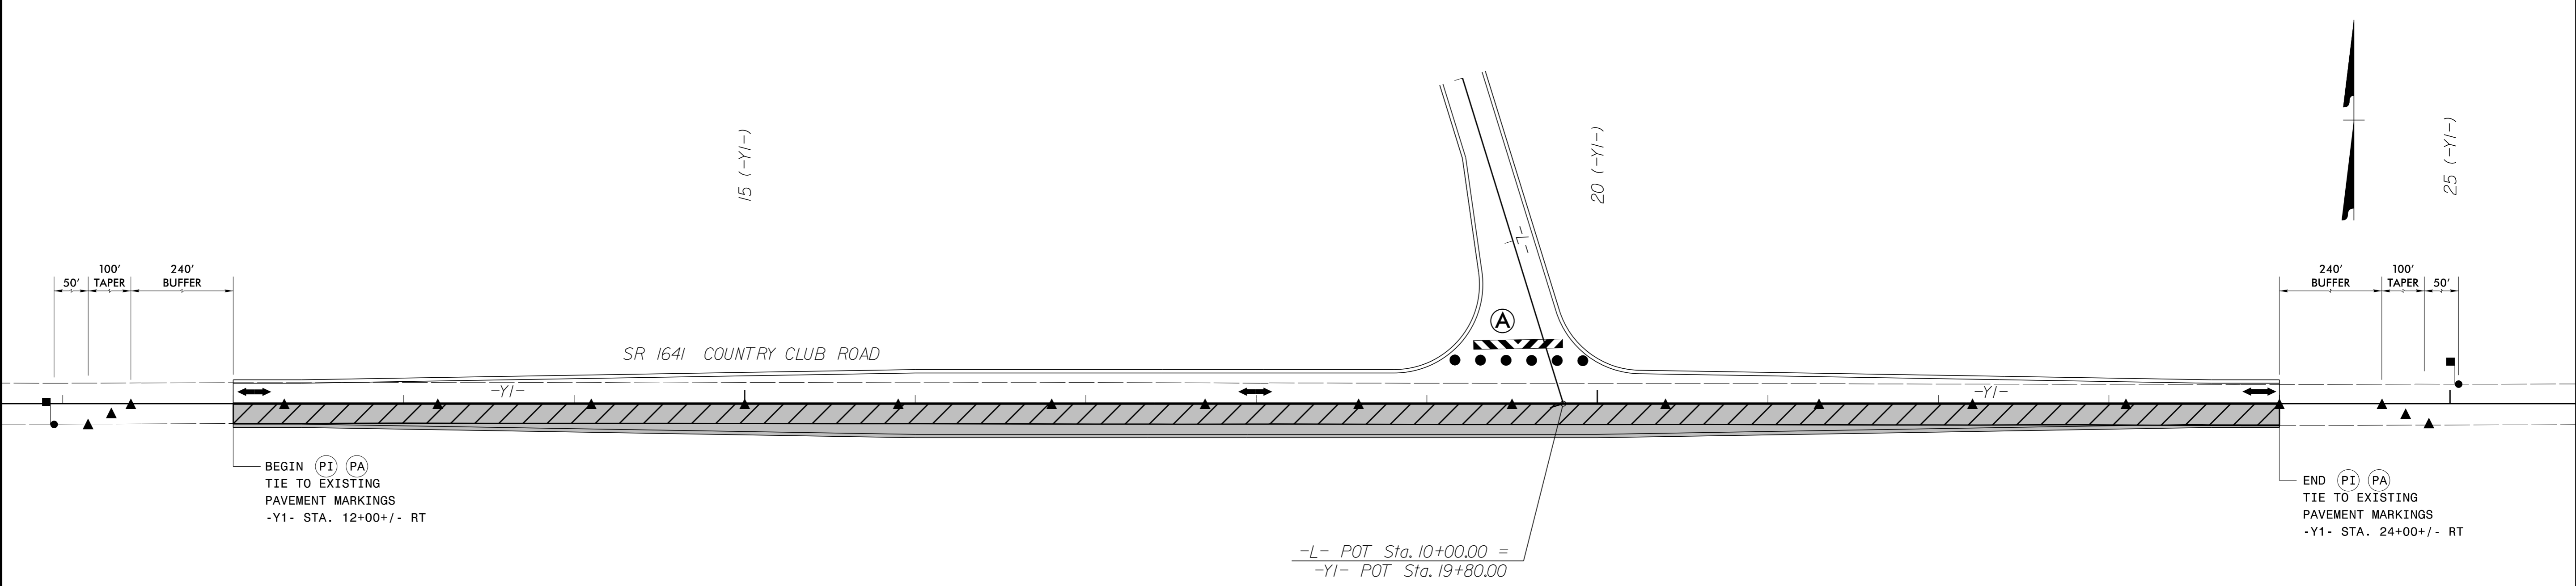 15 (-Y1-)
20 (-Y1-)
25 (-Y1-)
-L-
50' 100' TAPER 240' BUFFER
240' BUFFER 100' TAPER 50'
A
SR 1641 COUNTRY CLUB ROAD
-Y1-
-Y1-
BEGIN PI PA
TIE TO EXISTING
PAVEMENT MARKINGS
-Y1- STA. 12+00+/- RT
END PI PA
TIE TO EXISTING
PAVEMENT MARKINGS
-Y1- STA. 24+00+/- RT
-L- POT Sta. 10+00.00 =
-Y1- POT Sta. 19+80.00